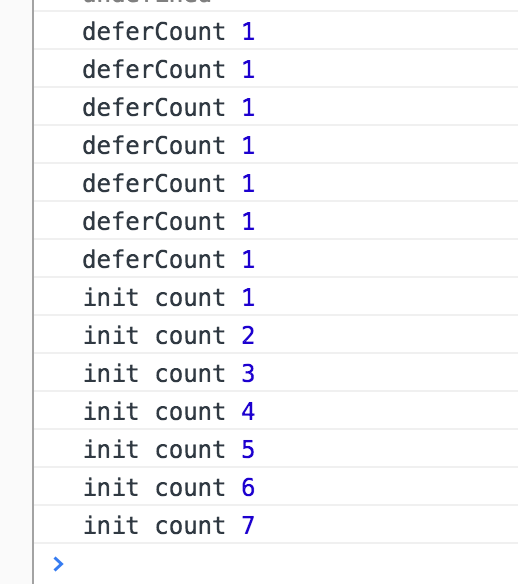 undefined
deferCount 1
deferCount 1
deferCount 1
deferCount 1
deferCount 1
deferCount 1
deferCount 1
init count 1
init count 2
init count 3
init count 4
init count 5
init count 6
init count 7